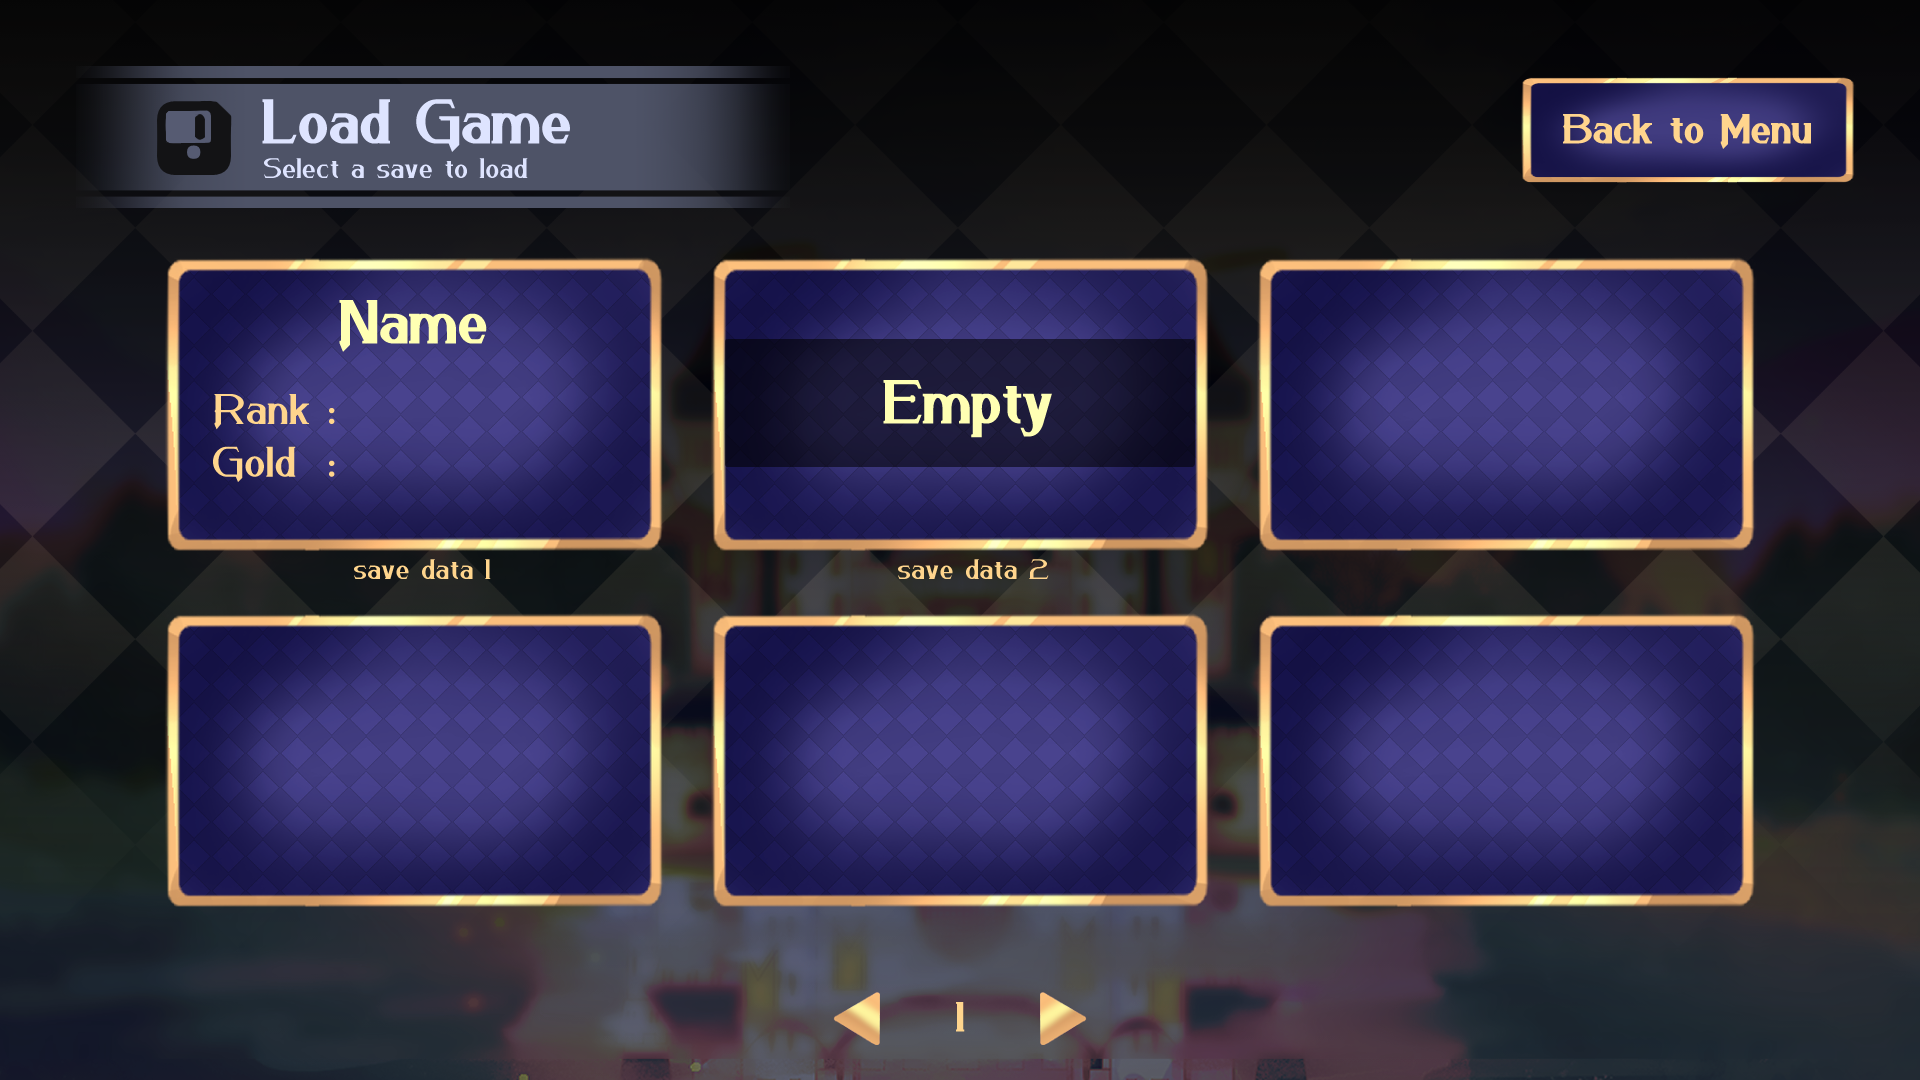 Load Game
Select a save to load
Back to Menu
Name
Rank :
Gold :
Empty
save data 1
save data 2
1